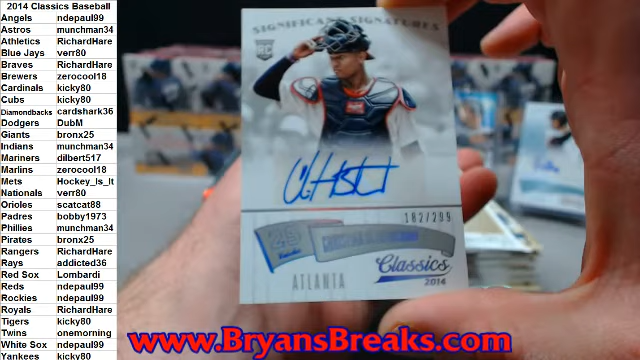 2014 Classics Baseball
Angels ndepaul99
Astros munchman34
Athletics RichardHare
Blue Jays verr80
Braves RichardHare
Brewers zerocool18
Cardinals kicky80
Cubs kicky80
Diamondbacks cardshark36
Dodgers DubM
Giants bronx25
Indians munchman34
Mariners dilbert517
Marlins zerocool18
Mets Hockey_Is_It
Nationals verr80
Orioles scatcat88
Padres bobby1973
Phillies munchman34
Pirates bronx25
Rangers RichardHare
Rays addicted36
Red Sox Lombardi
Reds ndepaul99
Rockies ndepaul99
Royals RichardHare
Tigers kicky80
Twins onemorning
White Sox ndepaul99
Yankees kicky80
SIGNIFICANT SIGNATURES
RC
182/299
25
ATLANTA
Classics
2014
www.BryansBreaks.com